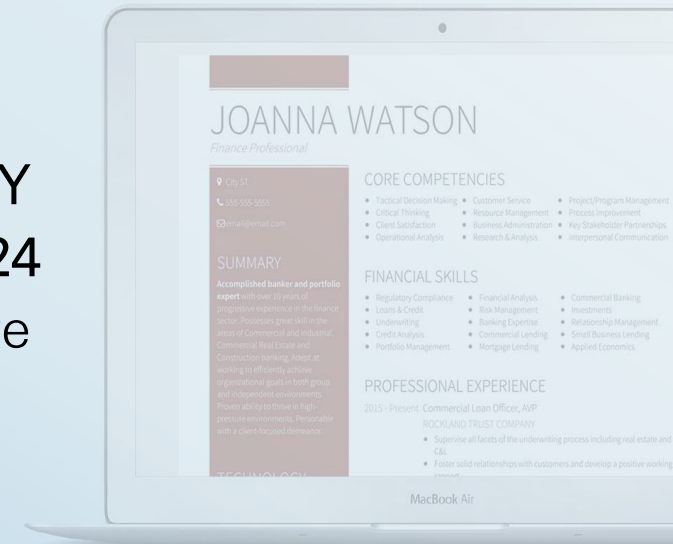 Y
24
e
JOANNA WATSON
Finance Professional
City ST
555-555-5555
email@email.com
SUMMARY
Accomplished banker and portfolio
expert with over 10 years of
progressive experience in the finance
sector. Possesses great skill in the
areas of Commercial and Industrial,
Commercial Real Estate and
Construction banking. Adept at
working to efficiently achieve
organizational goals in both group
and independent environments.
Proven ability to thrive in high-
pressure environments. Personable
with a client-focused demeanor.
TECHNOLOGY
CORE COMPETENCIES
• Tactical Decision Making • Customer Service • Project/Program Management
• Critical Thinking • Resource Management • Process Improvement
• Client Satisfaction • Business Administration • Key Stakeholder Partnerships
• Operational Analysis • Research & Analysis • Interpersonal Communication
FINANCIAL SKILLS
• Regulatory Compliance • Financial Analysis • Commercial Banking
• Loans & Credit • Risk Management • Investments
• Underwriting • Banking Expertise • Relationship Management
• Credit Analysis • Commercial Lending • Small Business Lending
• Portfolio Management • Mortgage Lending • Applied Economics
PROFESSIONAL EXPERIENCE
2015 - Present Commercial Loan Officer, AVP
ROCKLAND TRUST COMPANY
• Supervise all facets of the underwriting process including real estate and
C&I.
• Foster solid relationships with customers and develop a positive working
MacBook Air